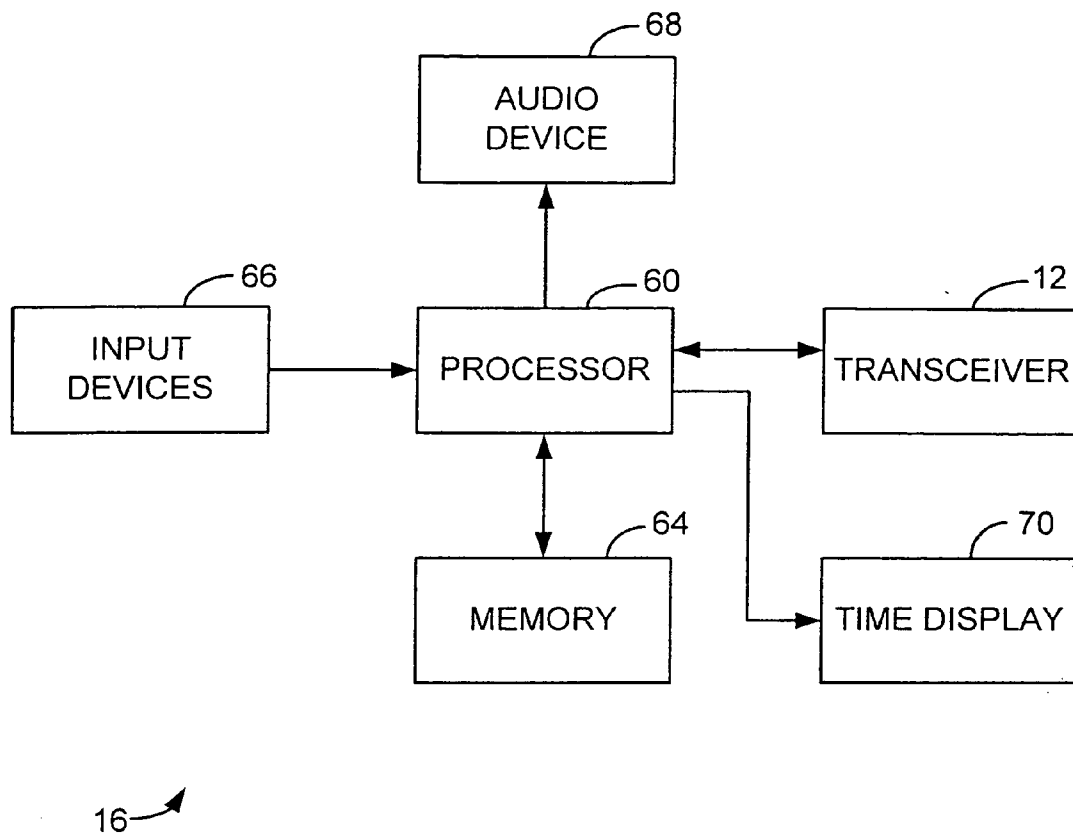 68
AUDIO
DEVICE
66
INPUT
DEVICES
60
PROCESSOR
12
TRANSCEIVER
64
MEMORY
70
TIME DISPLAY
16